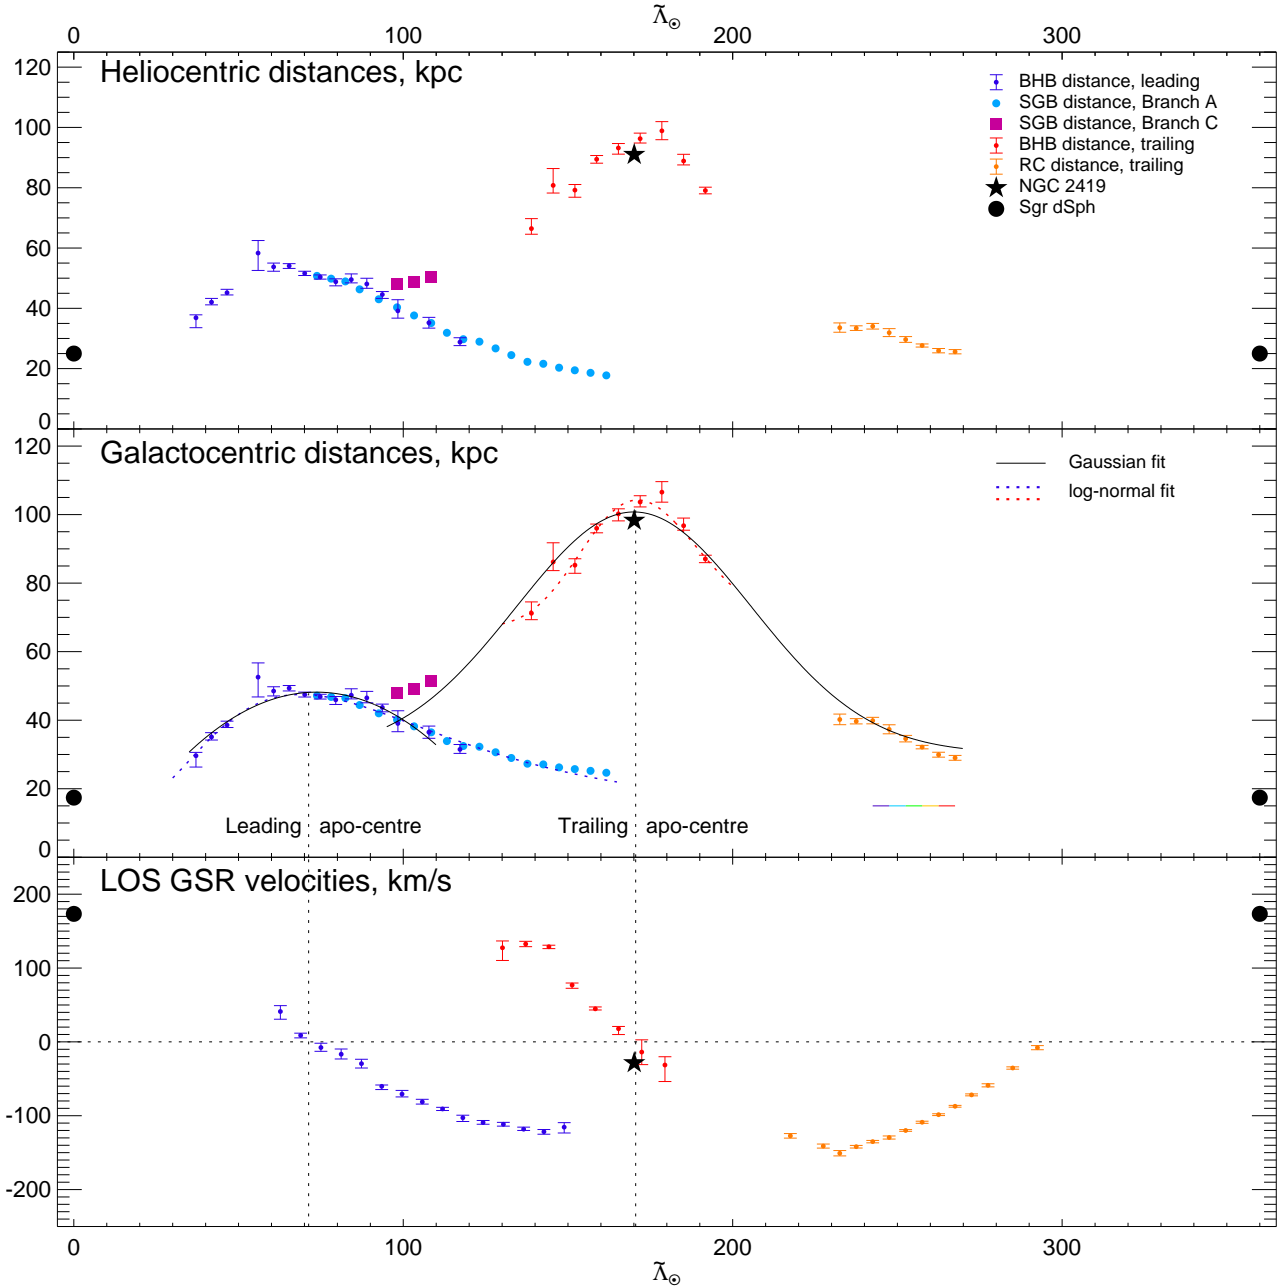 Λ̃⊙
0 100 200 300
Heliocentric distances, kpc
120
100
80
60
40
20
0
BHB distance, leading
SGB distance, Branch A
SGB distance, Branch C
BHB distance, trailing
RC distance, trailing
NGC 2419
Sgr dSph
Galactocentric distances, kpc
120
100
80
60
40
20
0
Gaussian fit
log-normal fit
Leading apo-centre
Trailing apo-centre
LOS GSR velocities, km/s
200
100
0
-100
-200
0 100 200 300
Λ̃⊙